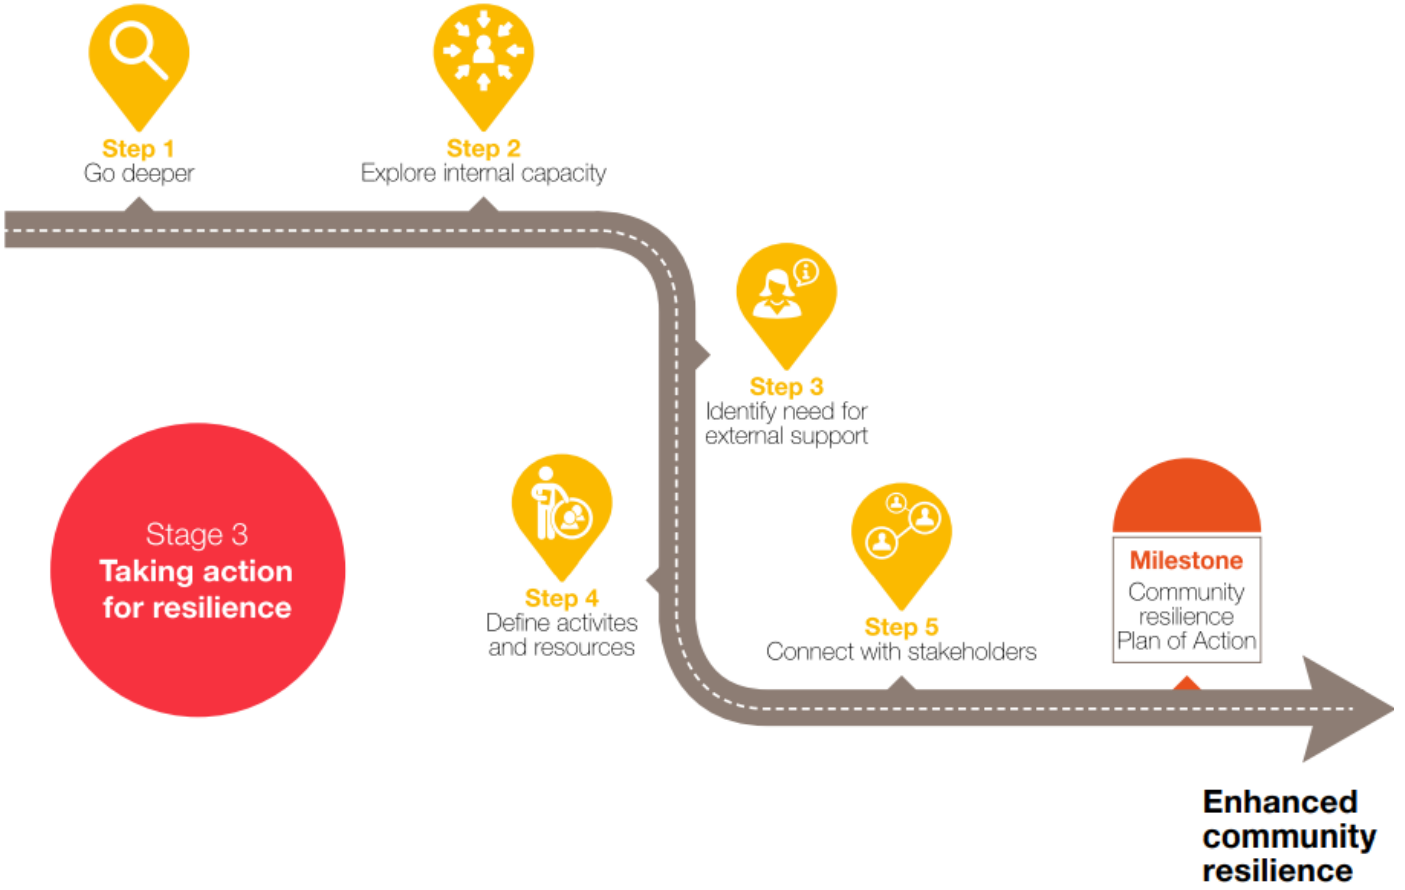 Step 1
Go deeper
Step 2
Explore internal capacity
Step 3
Identify need for
external support
Stage 3
Taking action
for resilience
Step 4
Define activites
and resources
Step 5
Connect with stakeholders
Milestone
Community
resilience
Plan of Action
Enhanced
community
resilience